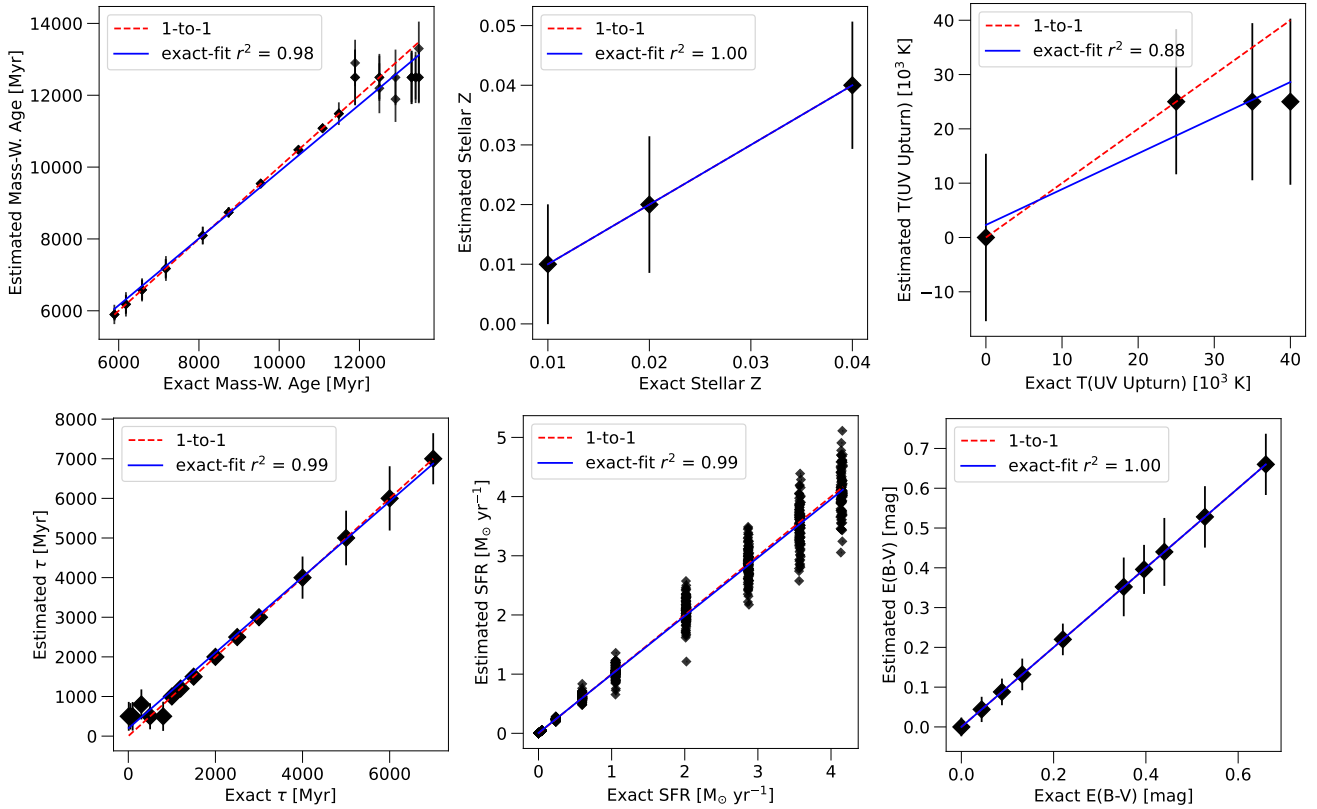 14000
12000
10000
8000
6000
Estimated Mass-W. Age [Myr]
1-to-1
exact-fit r² = 0.98
6000 8000 10000 12000
Exact Mass-W. Age [Myr]
0.05
0.04
0.03
0.02
0.01
0.00
Estimated Stellar Z
1-to-1
exact-fit r² = 1.00
0.01 0.02 0.03 0.04
Exact Stellar Z
40
30
20
10
0
−10
Estimated T(UV Upturn) [10³ K]
1-to-1
exact-fit r² = 0.88
0 10 20 30 40
Exact T(UV Upturn) [10³ K]
8000
7000
6000
5000
4000
3000
2000
1000
0
Estimated τ [Myr]
1-to-1
exact-fit r² = 0.99
0 2000 4000 6000
Exact τ [Myr]
5
4
3
2
1
0
Estimated SFR [M⊙ yr⁻¹]
1-to-1
exact-fit r² = 0.99
0 1 2 3 4
Exact SFR [M⊙ yr⁻¹]
0.7
0.6
0.5
0.4
0.3
0.2
0.1
0.0
Estimated E(B-V) [mag]
1-to-1
exact-fit r² = 1.00
0.0 0.2 0.4 0.6
Exact E(B-V) [mag]